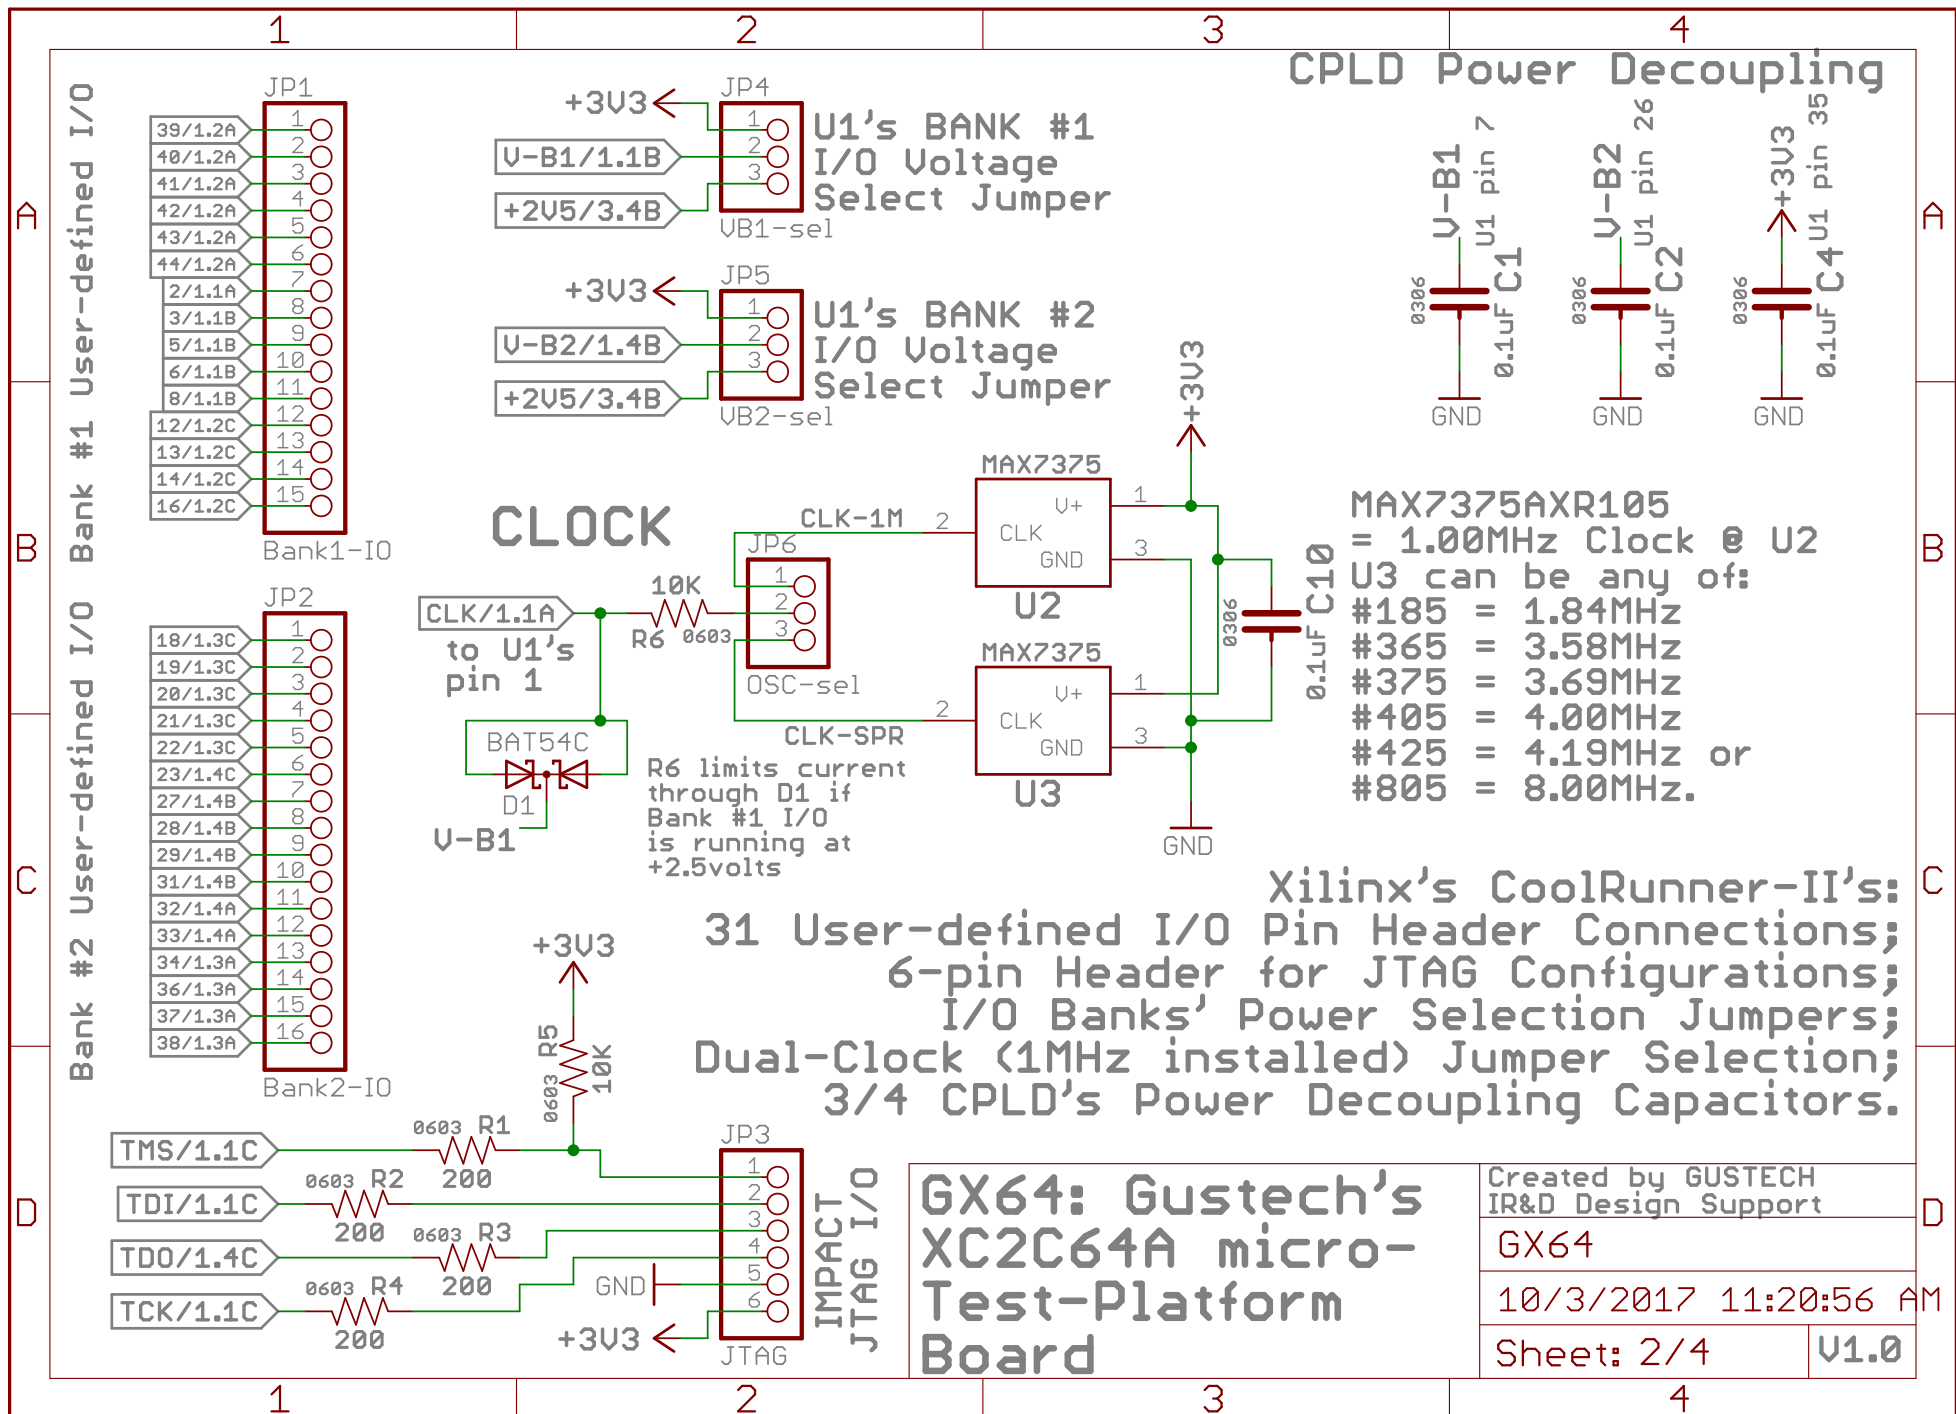 1
2
3
4
A
B
C
D
A
B
C
D
1
2
3
4
Bank #1 User-defined I/O
JP1
39/1.2A 1
40/1.2A 2
41/1.2A 3
42/1.2A 4
43/1.2A 5
44/1.2A 6
2/1.1A 7
3/1.1B 8
5/1.1B 9
6/1.1B 10
8/1.1B 11
12/1.2C 12
13/1.2C 13
14/1.2C 14
16/1.2C 15
Bank1-IO
Bank #2 User-defined I/O
JP2
18/1.3C 1
19/1.3C 2
20/1.3C 3
21/1.3C 4
22/1.3C 5
23/1.4C 6
27/1.4B 7
28/1.4B 8
29/1.4B 9
31/1.4B 10
32/1.4A 11
33/1.4A 12
34/1.3A 13
36/1.3A 14
37/1.3A 15
38/1.3A 16
Bank2-IO
JP4
+3V3 1
V-B1/1.1B 2
+2V5/3.4B 3
VB1-sel
U1's BANK #1
I/O Voltage
Select Jumper
JP5
+3V3 1
V-B2/1.4B 2
+2V5/3.4B 3
VB2-sel
U1's BANK #2
I/O Voltage
Select Jumper
CPLD Power Decoupling
V-B1
U1 pin 7
0306
C1
0.1uF
GND
V-B2
U1 pin 26
0306
C2
0.1uF
GND
+3V3
U1 pin 35
0306
C4
0.1uF
GND
CLOCK
CLK-1M
JP6
1
2
3
OSC-sel
CLK/1.1A
to U1's
pin 1
10K
R6 0603
BAT54C
D1
V-B1
CLK-SPR
R6 limits current
through D1 if
Bank #1 I/O
is running at
+2.5volts
+3V3
MAX7375
2 CLK
V+ 1
GND 3
U2
MAX7375
2 CLK
V+ 1
GND 3
U3
0306
C10
0.1uF
GND
MAX7375AXR105
= 1.00MHz Clock @ U2
U3 can be any of:
#185 = 1.84MHz
#365 = 3.58MHz
#375 = 3.69MHz
#405 = 4.00MHz
#425 = 4.19MHz or
#805 = 8.00MHz.
Xilinx's CoolRunner-II's:
31 User-defined I/O Pin Header Connections;
6-pin Header for JTAG Configurations;
I/O Banks' Power Selection Jumpers;
Dual-Clock (1MHz installed) Jumper Selection;
3/4 CPLD's Power Decoupling Capacitors.
+3V3
R5
0603
10K
TMS/1.1C
0603 R1
200
TDI/1.1C
0603 R2
200
TDO/1.4C
0603 R3
200
TCK/1.1C
0603 R4
200
JP3
1
2
3
4
GND 5
+3V3 6
JTAG
IMPACT
JTAG I/O
GX64: Gustech's
XC2C64A micro-
Test-Platform
Board
Created by GUSTECH
IR&D Design Support
GX64
10/3/2017 11:20:56 AM
Sheet: 2/4
V1.0